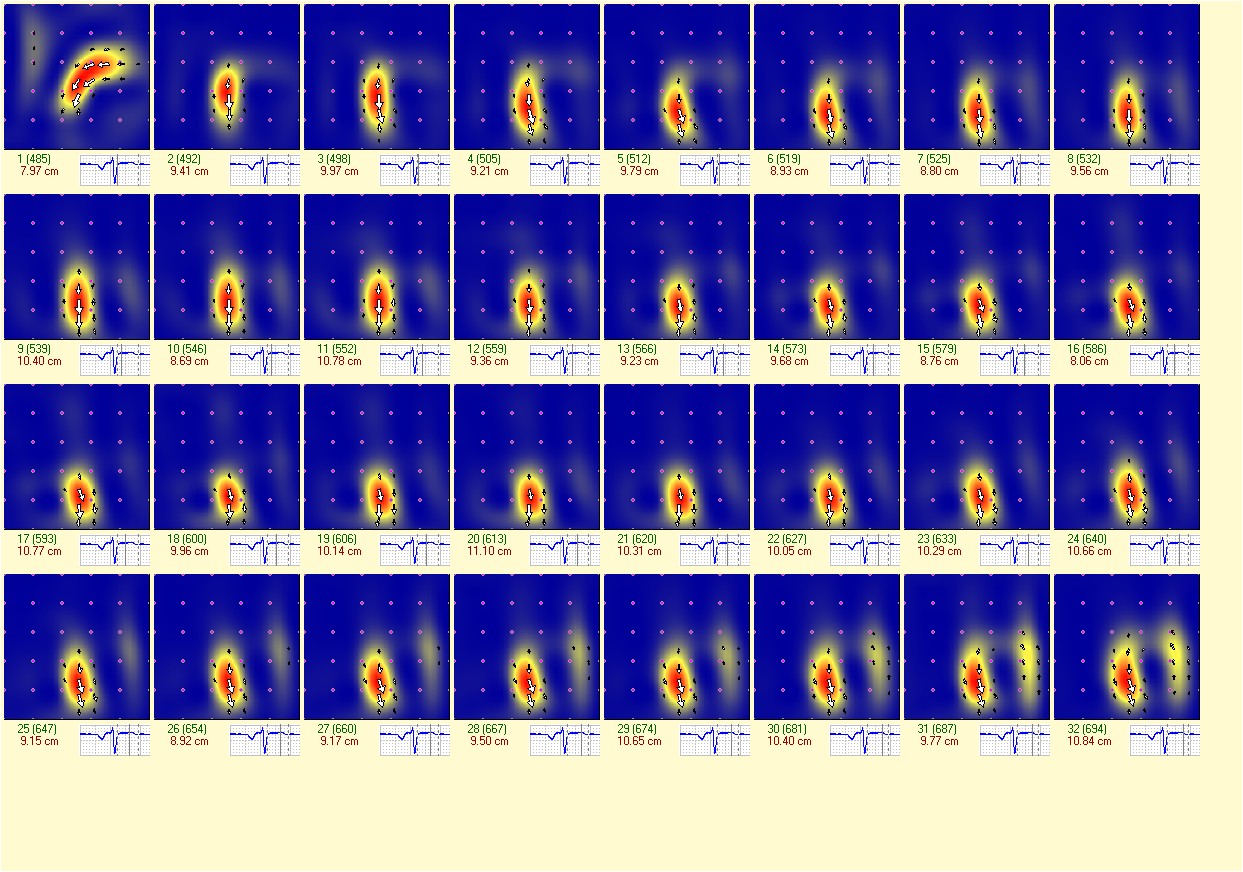 1 (485) 2 (492) 3 (498) 4 (505) 5 (512) 6 (519) 7 (525) 8 (532)
7.97 cm 9.41 cm 9.97 cm 9.21 cm 9.79 cm 8.93 cm 8.80 cm 9.56 cm
9 (539) 10 (546) 11 (552) 12 (559) 13 (566) 14 (573) 15 (579) 16 (586)
10.40 cm 8.69 cm 10.78 cm 9.36 cm 9.23 cm 9.68 cm 8.76 cm 8.06 cm
17 (593) 18 (600) 19 (606) 20 (613) 21 (620) 22 (627) 23 (633) 24 (640)
10.77 cm 9.96 cm 10.14 cm 11.10 cm 10.31 cm 10.05 cm 10.29 cm 10.66 cm
25 (647) 26 (654) 27 (660) 28 (667) 29 (674) 30 (681) 31 (687) 32 (694)
9.15 cm 8.92 cm 9.17 cm 9.50 cm 10.65 cm 10.40 cm 9.77 cm 10.84 cm